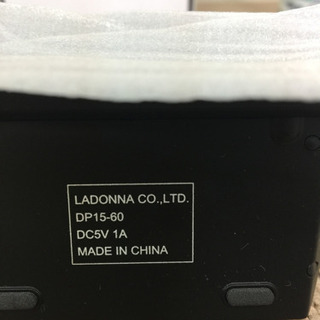 LADONNA CO.,LTD.
DP15-60
DC5V 1A
MADE IN CHINA